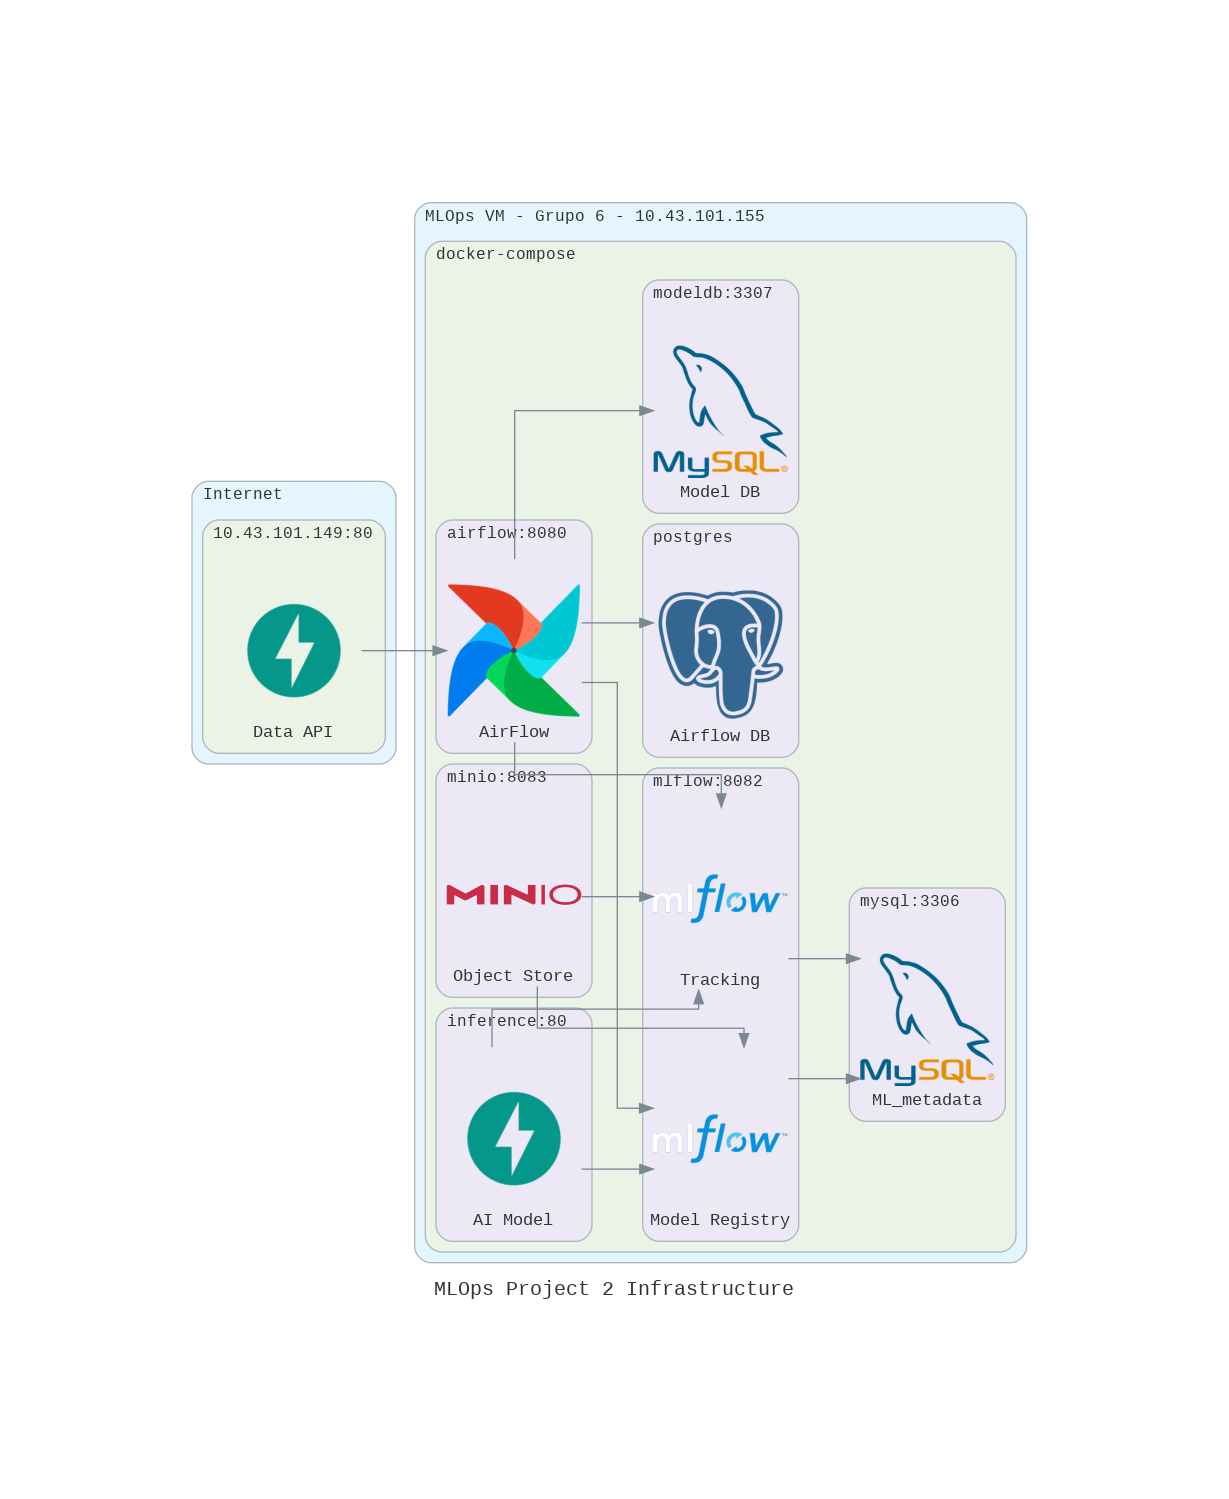 MLOps VM - Grupo 6 - 10.43.101.155
docker-compose
modeldb:3307
MySQL®
Model DB
Internet
10.43.101.149:80
Data API
airflow:8080
AirFlow
postgres
Airflow DB
minio:8083
MINIO
Object Store
mlflow:8082
mlflow™
Tracking
mysql:3306
MySQL®
ML_metadata
inference:80
AI Model
mlflow™
Model Registry
MLOps Project 2 Infrastructure